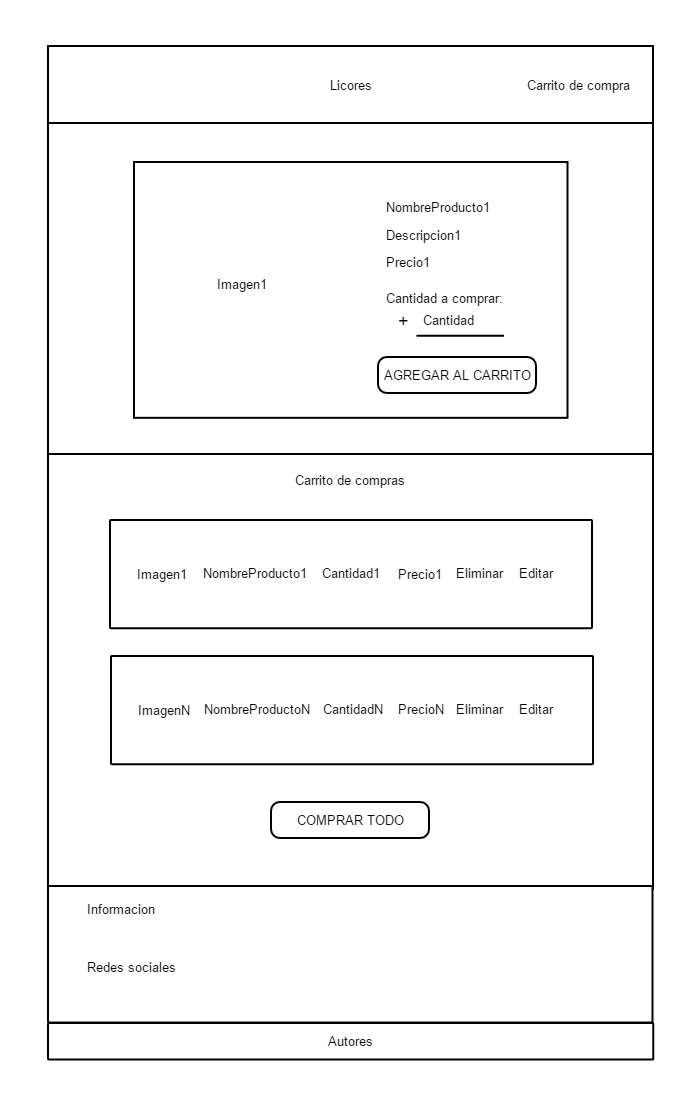 Licores Carrito de compra
NombreProducto1
Descripcion1
Precio1
Imagen1
Cantidad a comprar:
+ Cantidad
AGREGAR AL CARRITO
Carrito de compras
Imagen1 NombreProducto1 Cantidad1 Precio1 Eliminar Editar
ImagenN NombreProductoN CantidadN PrecioN Eliminar Editar
COMPRAR TODO
Informacion
Redes sociales
Autores